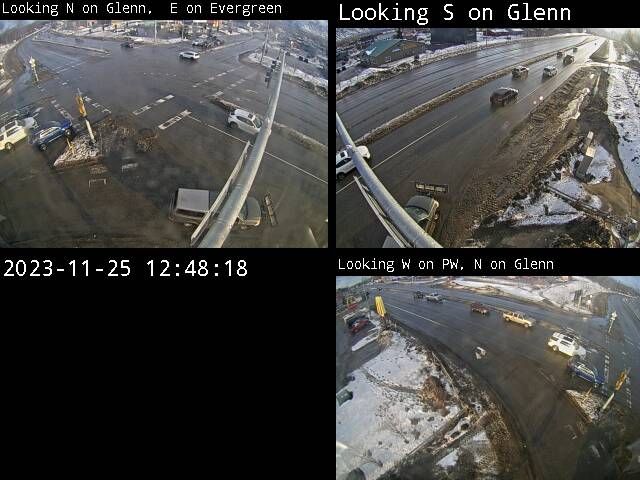 Looking N on Glenn,  E on Evergreen
Looking S on Glenn
2023-11-25 12:48:18
Looking W on PW, N on Glenn